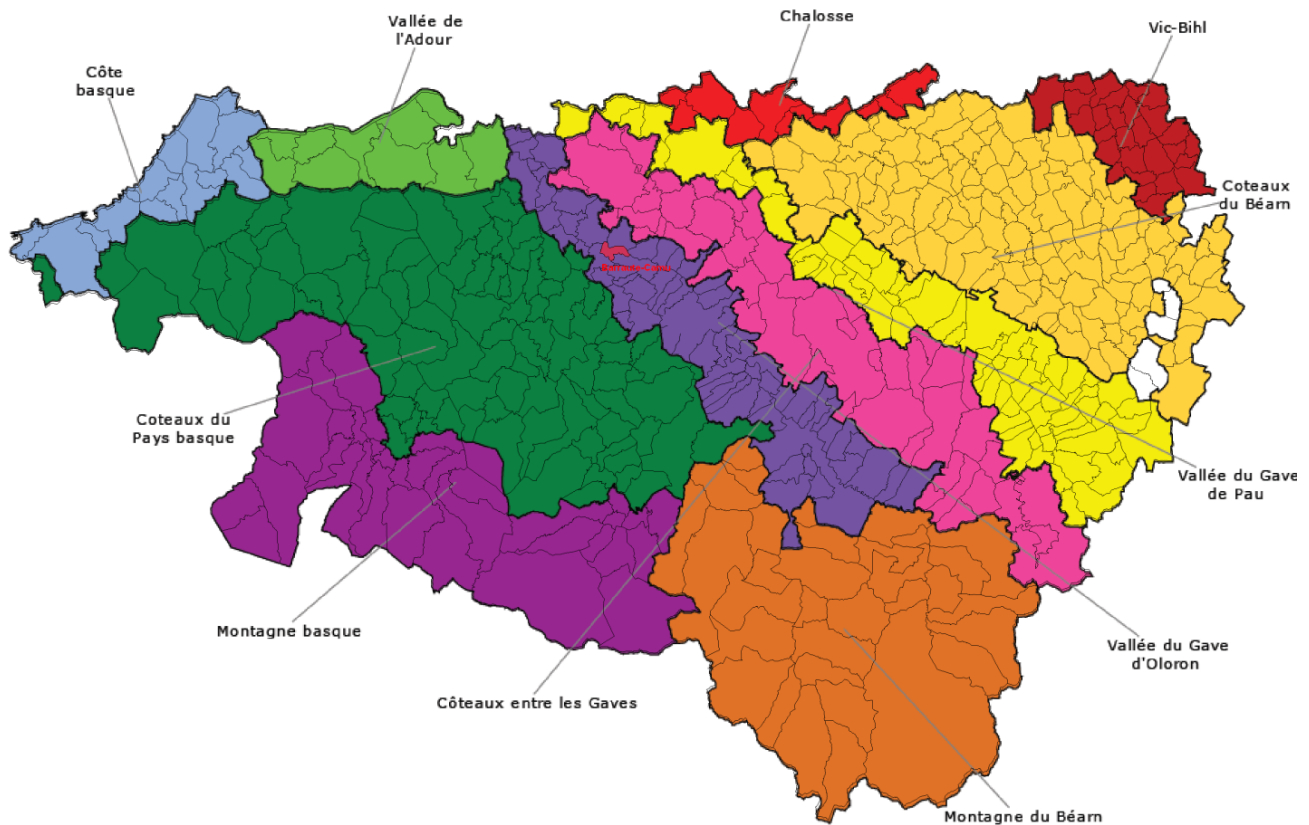 Chalosse
Vallée de
l'Adour
Vic-Bihl
Côte
basque
Coteaux
du Béarn
Coteaux du
Pays basque
Vallée du Gave
de Pau
Montagne basque
Vallée du Gave
d'Oloron
Côteaux entre les Gaves
Montagne du Béarn